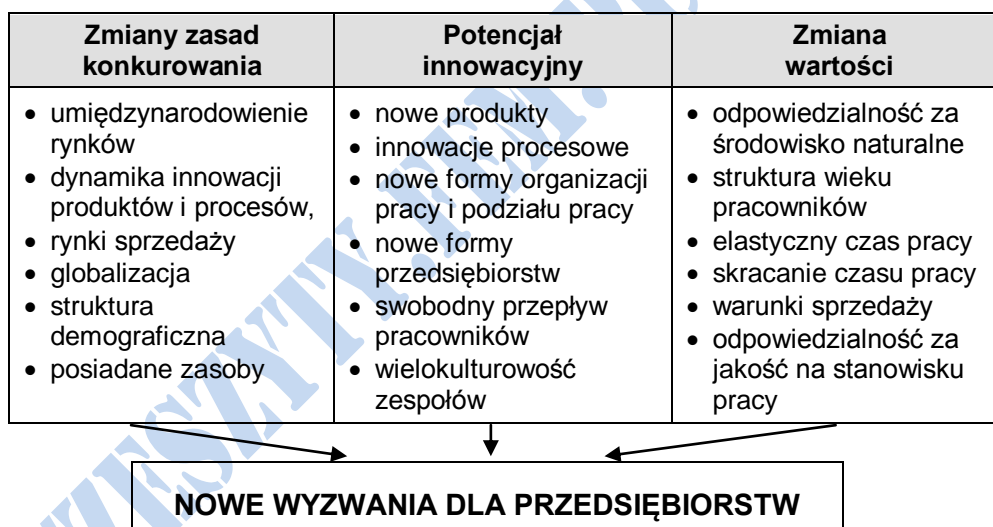 Zmiany zasad
konkurowania
Potencjał
innowacyjny
Zmiana
wartości
• umiędzynarodowienie
rynków
• dynamika innowacji
produktów i procesów,
• rynki sprzedaży
• globalizacja
• struktura
demograficzna
• posiadane zasoby
• nowe produkty
• innowacje procesowe
• nowe formy organizacji
pracy i podziału pracy
• nowe formy
przedsiębiorstw
• swobodny przepływ
pracowników
• wielokulturowość
zespołów
• odpowiedzialność za
środowisko naturalne
• struktura wieku
pracowników
• elastyczny czas pracy
• skracanie czasu pracy
• warunki sprzedaży
• odpowiedzialność za
jakość na stanowisku
pracy
NOWE WYZWANIA DLA PRZEDSIĘBIORSTW